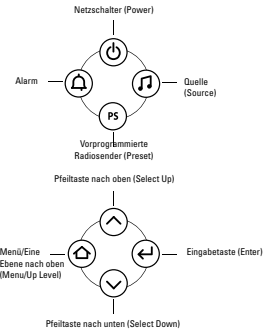 Netzschalter (Power)
Alarm
Quelle
(Source)
PS
Vorprogrammierte
Radiosender (Preset)
Pfeiltaste nach oben (Select Up)
Menü/Eine
Ebene nach oben
(Menu/Up Level)
Eingabetaste (Enter)
Pfeiltaste nach unten (Select Down)